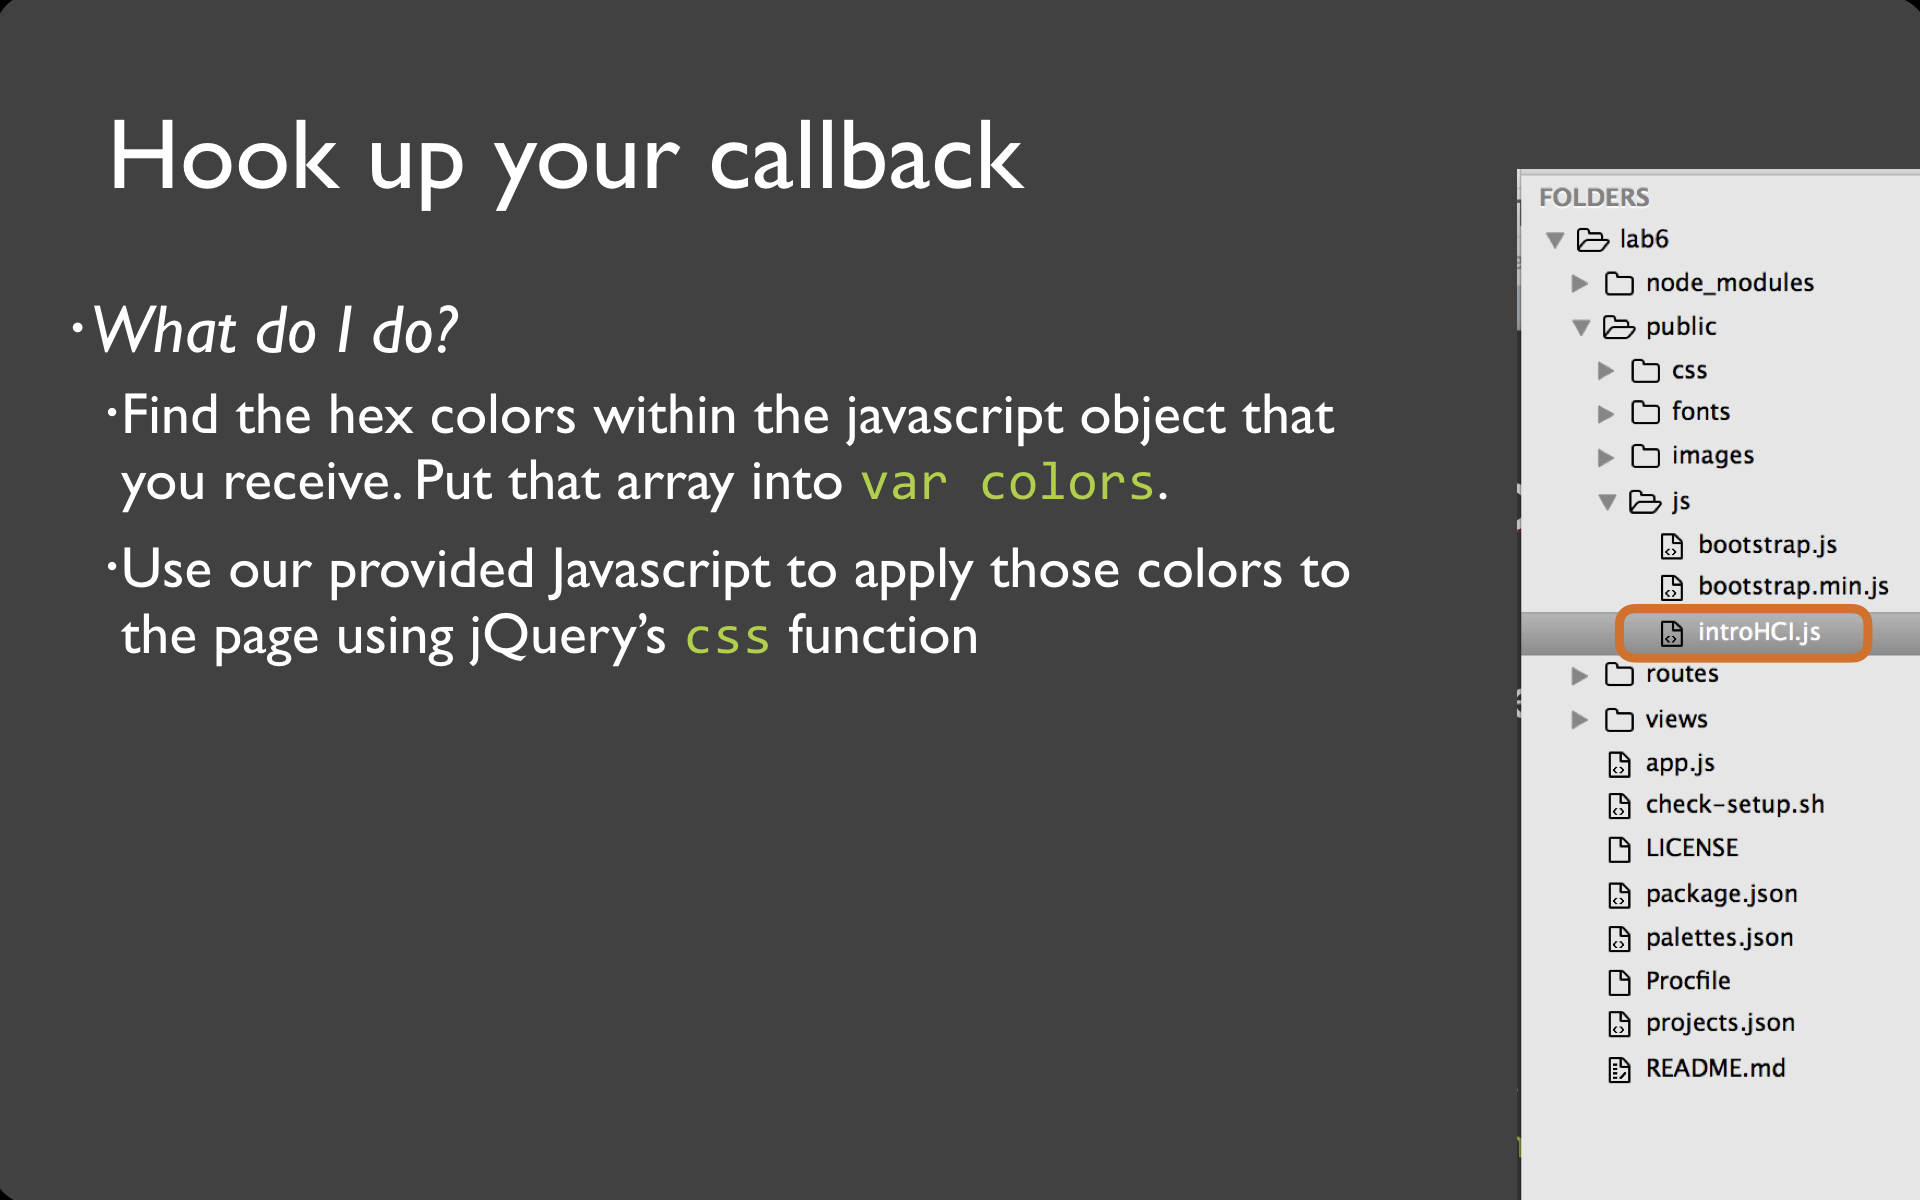 Hook up your callback
•What do I do?
•Find the hex colors within the javascript object that
you receive. Put that array into var colors.
•Use our provided Javascript to apply those colors to
the page using jQuery’s css function
FOLDERS
lab6
node_modules
public
css
fonts
images
js
bootstrap.js
bootstrap.min.js
introHCI.js
routes
views
app.js
check-setup.sh
LICENSE
package.json
palettes.json
Procfile
projects.json
README.md